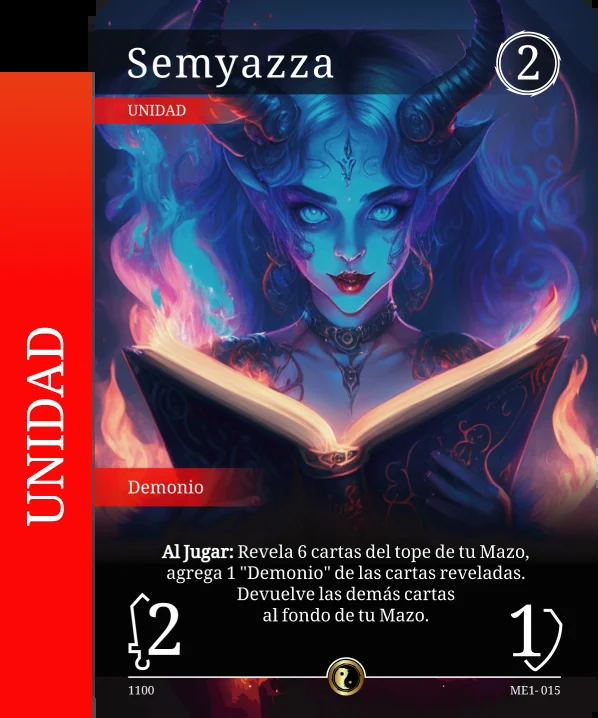 Semyazza
2
UNIDAD
UNIDAD
Demonio
Al Jugar: Revela 6 cartas del tope de tu Mazo,
agrega 1 "Demonio" de las cartas reveladas.
Devuelve las demás cartas
al fondo de tu Mazo.
2
1
1100
ME1- 015